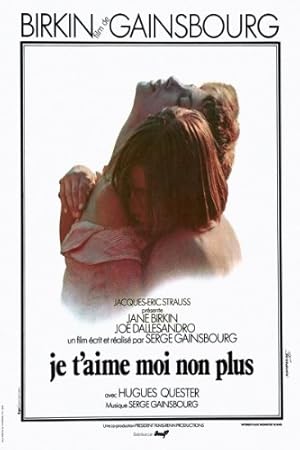 BIRKIN film de GAINSBOURG
JACQUES-ERIC STRAUSS
présente
JANE BIRKIN
JOE DALLESANDRO
un film écrit et réalisé par SERGE GAINSBOURG
je t'aime moi non plus
avec HUGUES QUESTER
Musique SERGE GAINSBOURG